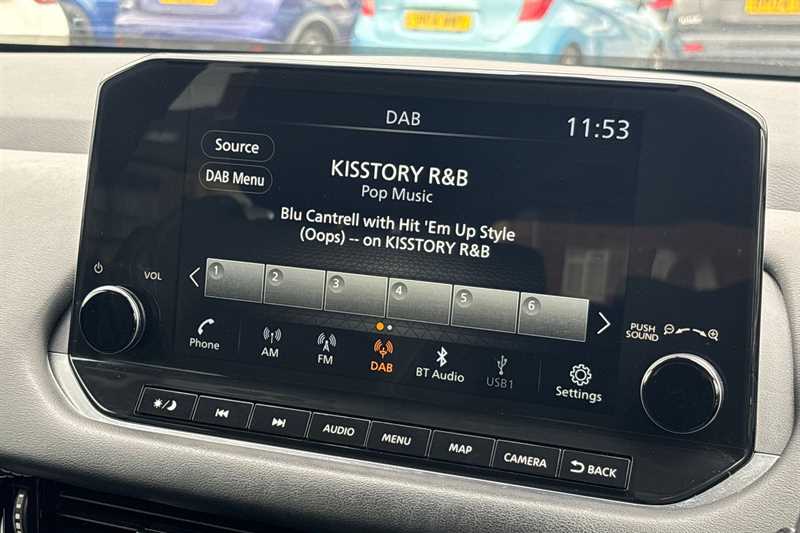 DAB
11:53
Source
DAB Menu
KISSTORY R&B
Pop Music
Blu Cantrell with Hit 'Em Up Style
(Oops) -- on KISSTORY R&B
1 2 3 4 5 6
VOL
PUSH
SOUND
Phone
AM
FM
DAB
BT Audio
USB1
Settings
AUDIO
MENU
MAP
CAMERA
BACK